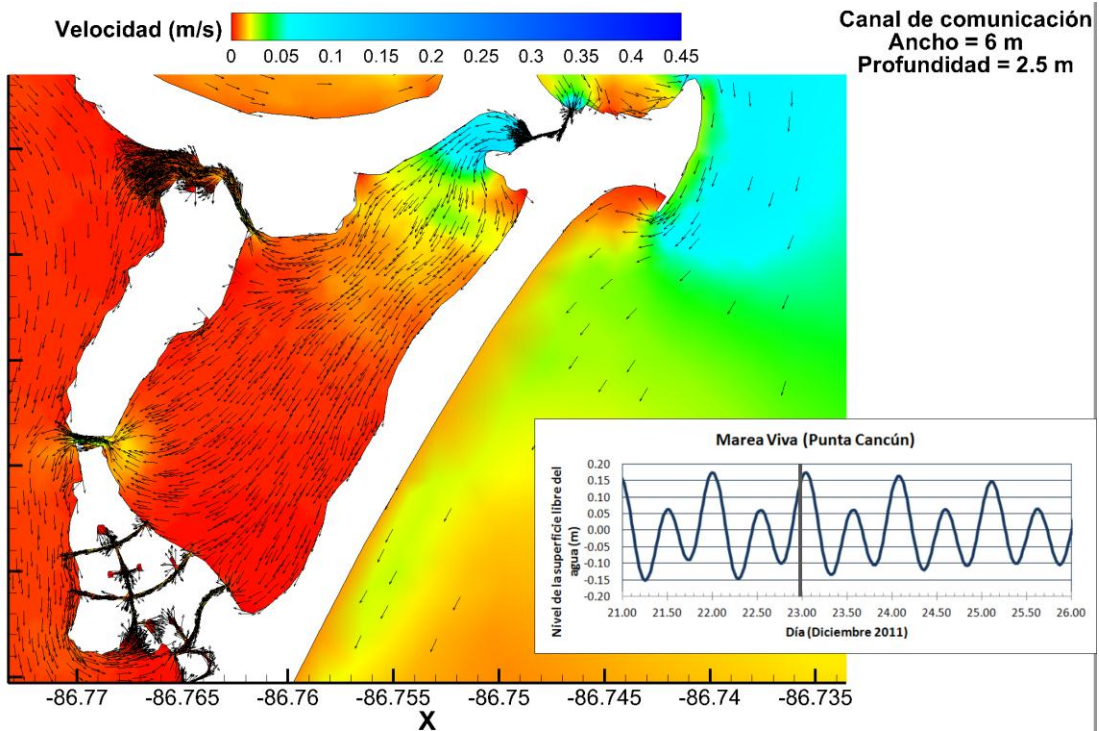 Velocidad (m/s)
0 0.05 0.1 0.15 0.2 0.25 0.3 0.35 0.4 0.45
Canal de comunicación
Ancho = 6 m
Profundidad = 2.5 m
Marea Viva (Punta Cancún)
Nivel de la superficie libre del
agua (m)
0.20
0.15
0.10
0.05
0.00
-0.05
-0.10
-0.15
-0.20
21.00 21.50 22.00 22.50 23.00 23.50 24.00 24.50 25.00 25.50 26.00
Día (Diciembre 2011)
-86.77 -86.765 -86.76 -86.755 -86.75 -86.745 -86.74 -86.735
X